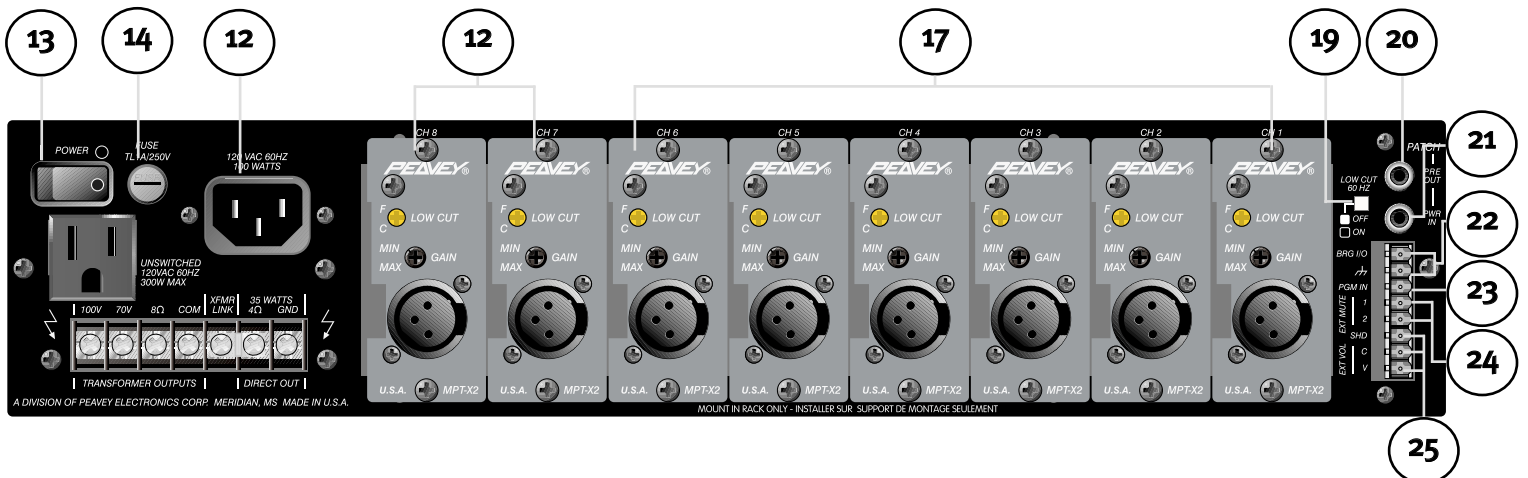 13
14
12
12
17
19
20
POWER
FUSE
TL 1A/250V
120 VAC 60HZ
100 WATTS
UNSWITCHED
120VAC 60HZ
300W MAX
100V
70V
8Ω
COM
XFMR
LINK
35 WATTS
4Ω
GND
TRANSFORMER OUTPUTS
DIRECT OUT
A DIVISION OF PEAVEY ELECTRONICS CORP. MERIDIAN, MS MADE IN U.S.A.
CH 8
PEAVEY®
F
C
LOW CUT
MIN
MAX
GAIN
U.S.A.
MPT-X2
CH 7
PEAVEY®
F
C
LOW CUT
MIN
MAX
GAIN
U.S.A.
MPT-X2
CH 6
PEAVEY®
F
C
LOW CUT
MIN
MAX
GAIN
U.S.A.
MPT-X2
CH 5
PEAVEY®
F
C
LOW CUT
MIN
MAX
GAIN
U.S.A.
MPT-X2
CH 4
PEAVEY®
F
C
LOW CUT
MIN
MAX
GAIN
U.S.A.
MPT-X2
CH 3
PEAVEY®
F
C
LOW CUT
MIN
MAX
GAIN
U.S.A.
MPT-X2
CH 2
PEAVEY®
F
C
LOW CUT
MIN
MAX
GAIN
U.S.A.
MPT-X2
CH 1
PEAVEY®
F
C
LOW CUT
MIN
MAX
GAIN
U.S.A.
MPT-X2
MOUNT IN RACK ONLY - INSTALLER SUR SUPPORT DE MONTAGE SEULEMENT
PATCH
PRE
OUT
PWR
IN
LOW CUT
60 HZ
OFF
ON
BRG I/O
PGM IN
EXT MUTE
1
2
EXT VOL
SHD
C
V
21
22
23
24
25